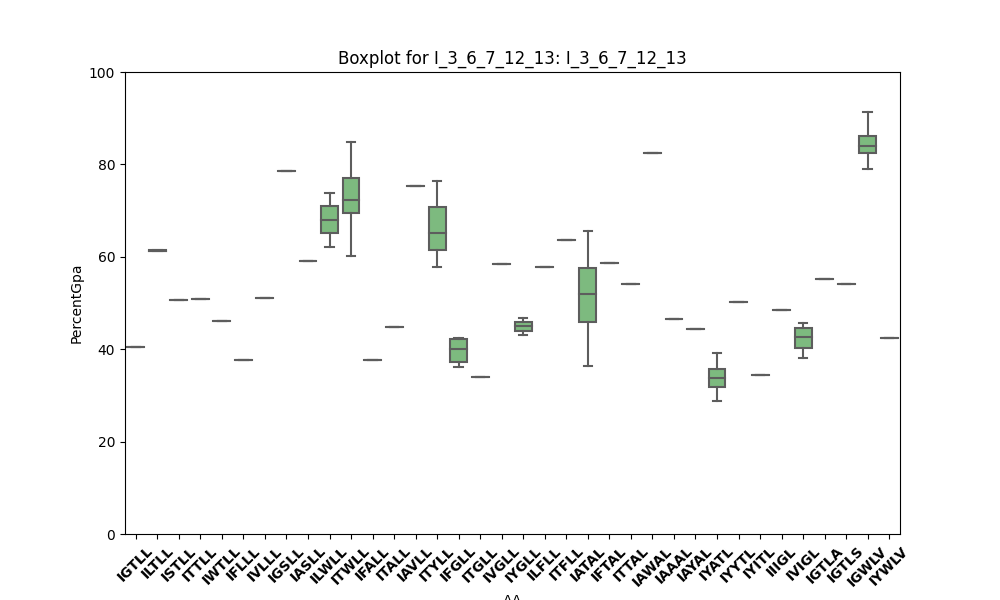 Boxplot for I_3_6_7_12_13: I_3_6_7_12_13
PercentGpa
100
80
60
40
20
0
IGTLL
ILTLL
ISTLL
ITTLL
IWTLL
IFLLL
IVLLL
IGSLL
IASLL
ILWLL
ITWLL
IFALL
ITALL
IAVLL
ITYLL
IFGLL
ITGLL
IVGLL
IYGLL
ILFLL
ITFLL
IATAL
IFTAL
ITTAL
IAWAL
IAAAL
IAYAL
IYATL
IYYTL
IYITL
IIIGL
IVIGL
IGTLA
IGTLS
IGWLV
IYWLV
AA